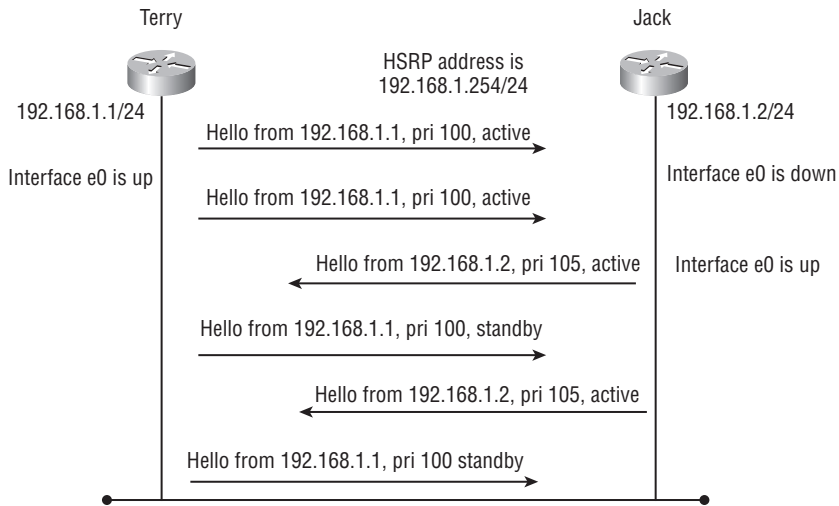 Terry
Jack
HSRP address is
192.168.1.254/24
192.168.1.1/24
192.168.1.2/24
Hello from 192.168.1.1, pri 100, active
Interface e0 is up
Interface e0 is down
Hello from 192.168.1.1, pri 100, active
Hello from 192.168.1.2, pri 105, active
Interface e0 is up
Hello from 192.168.1.1, pri 100, standby
Hello from 192.168.1.2, pri 105, active
Hello from 192.168.1.1, pri 100 standby